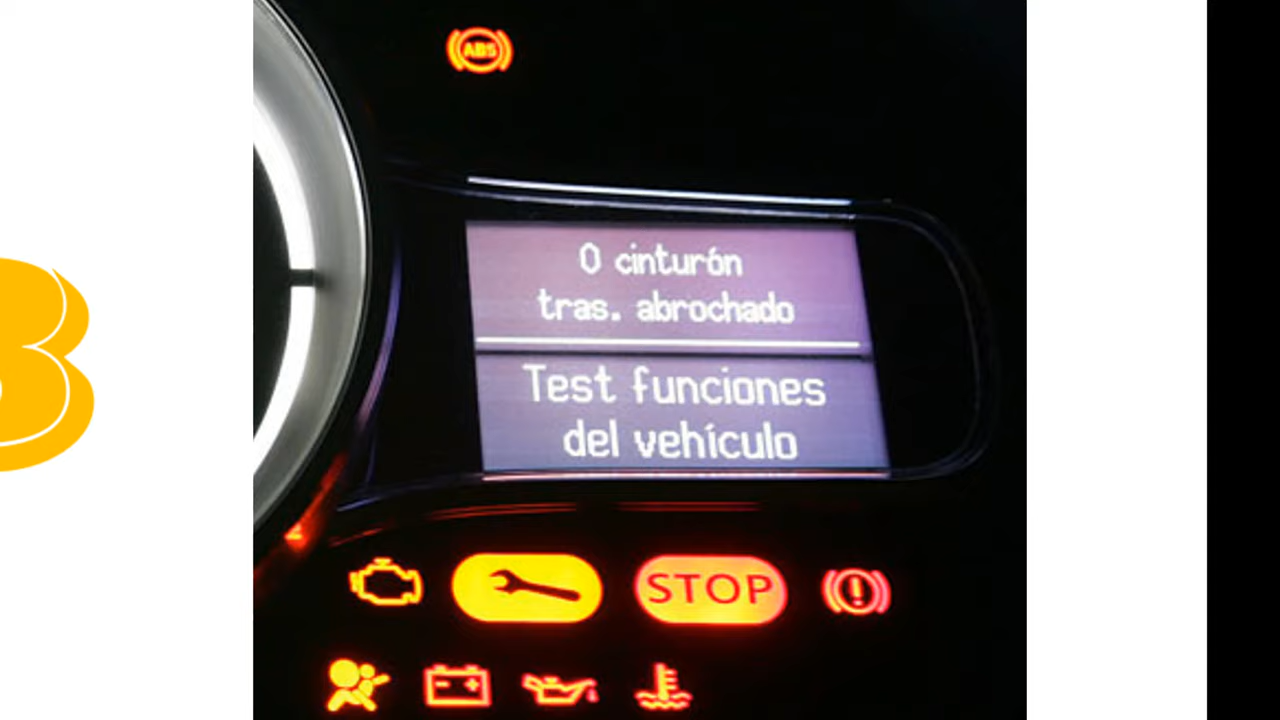 ABS
0 cinturón
tras. abrochado
Test funciones
del vehículo
STOP